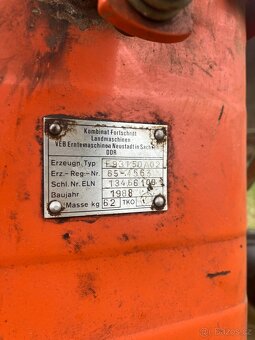 Kombinat Fortschritt
Landmaschinen
VEB Erntemaschinen Neustadt in Sachsen
DDR
Erzeugn. Typ
Erz.-Reg-Nr.
Schl. Nr. ELN
Baujahr 1988
Masse kg 62 TKO